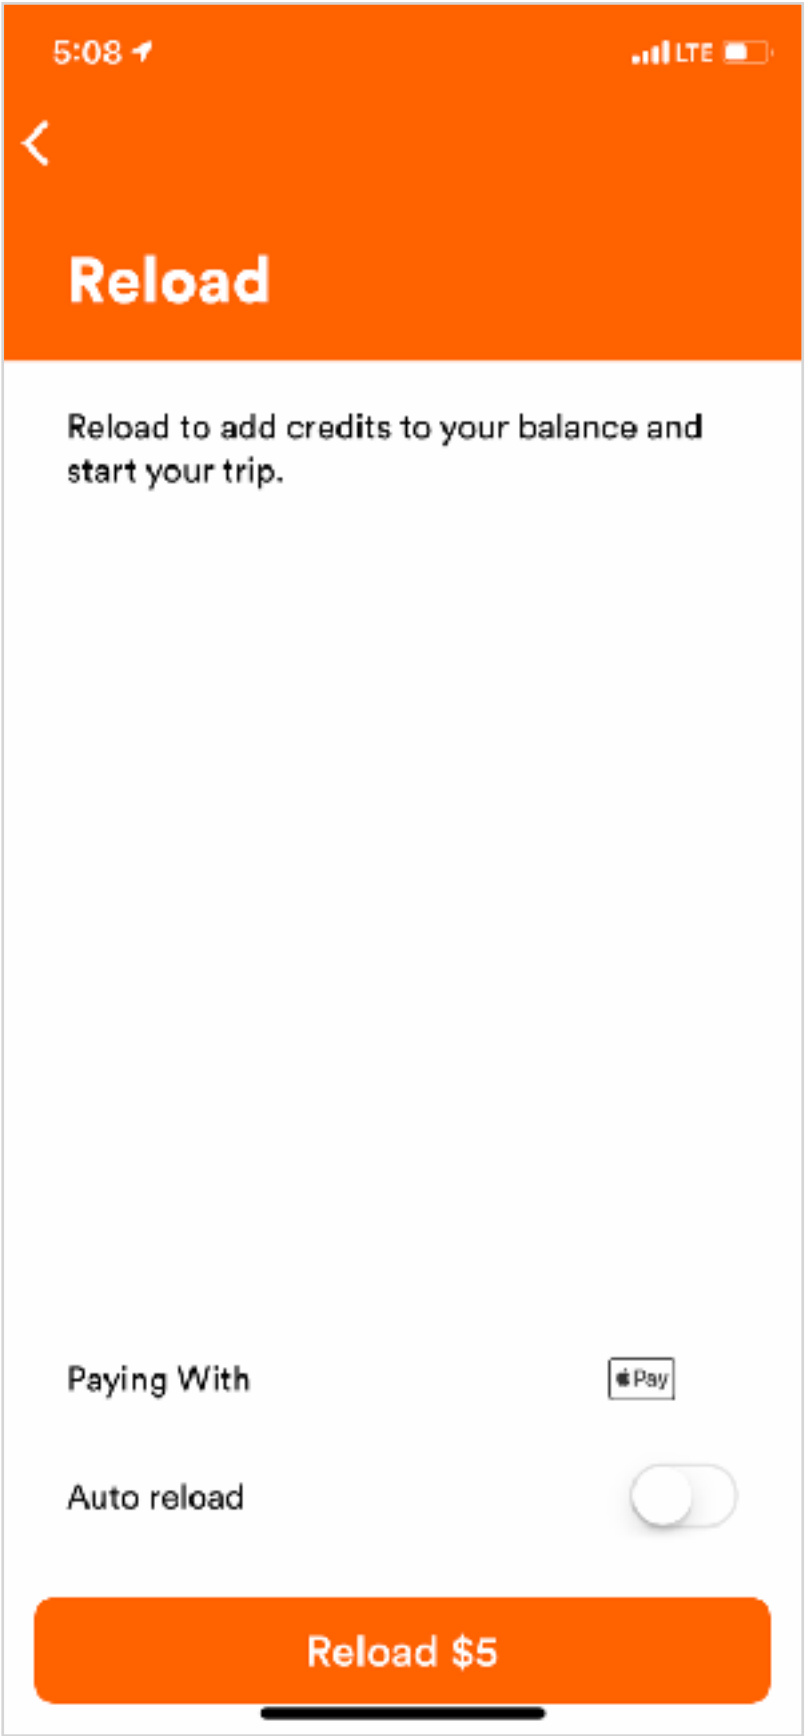 5:08
LTE
Reload
Reload to add credits to your balance and
start your trip.
Paying With
Pay
Auto reload
Reload $5